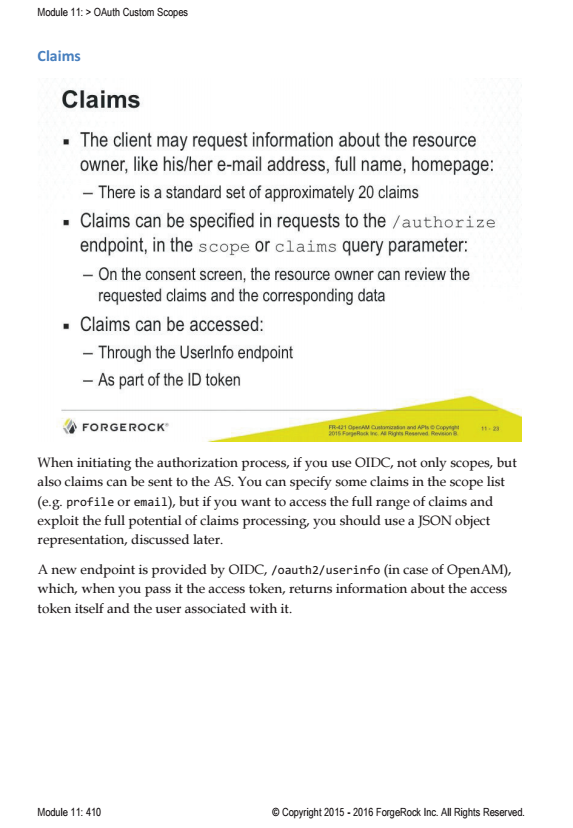 Module 11: > OAuth Custom Scopes
Claims
Claims
▪ The client may request information about the resource
owner, like his/her e-mail address, full name, homepage:
– There is a standard set of approximately 20 claims
▪ Claims can be specified in requests to the /authorize
endpoint, in the scope or claims query parameter:
– On the consent screen, the resource owner can review the
requested claims and the corresponding data
▪ Claims can be accessed:
– Through the UserInfo endpoint
– As part of the ID token
FORGEROCK®
FR-421 OpenAM Customization and APIs © Copyright
2015 ForgeRock Inc. All Rights Reserved. Revision B.
11 - 23
When initiating the authorization process, if you use OIDC, not only scopes, but
also claims can be sent to the AS. You can specify some claims in the scope list
(e.g. profile or email), but if you want to access the full range of claims and
exploit the full potential of claims processing, you should use a JSON object
representation, discussed later.
A new endpoint is provided by OIDC, /oauth2/userinfo (in case of OpenAM),
which, when you pass it the access token, returns information about the access
token itself and the user associated with it.
Module 11: 410
© Copyright 2015 - 2016 ForgeRock Inc. All Rights Reserved.